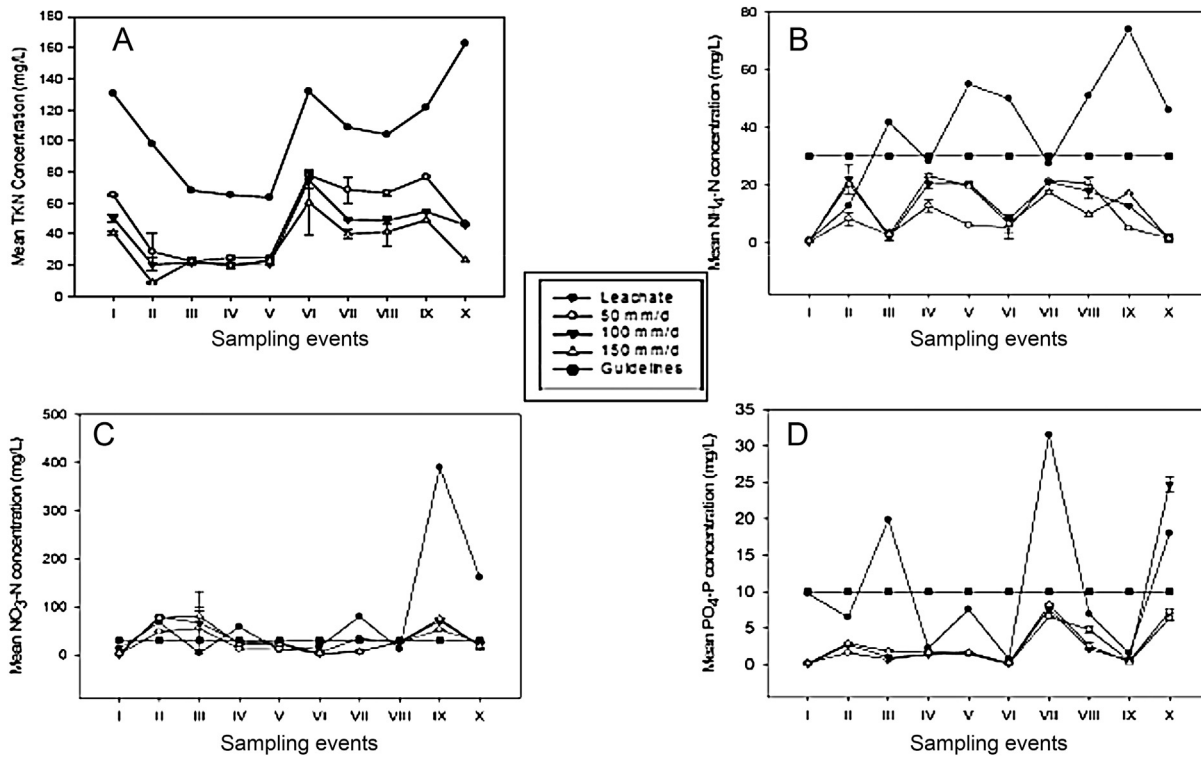 A
Mean TKN Concentration (mg/L)
180
160
140
120
100
80
60
40
20
0
I II III IV V VI VII VIII IX X
Sampling events
B
Mean NH4-N concentration (mg/L)
80
60
40
20
0
I II III IV V VI VII VIII IX X
Sampling events
Leachate
50 mm/d
100 mm/d
150 mm/d
Guidelines
C
Mean NO3-N concentration (mg/L)
500
400
300
200
100
0
I II III IV V VI VII VIII IX X
Sampling events
D
Mean PO4-P concentration (mg/L)
35
30
25
20
15
10
5
0
I II III IV V VI VII VIII IX X
Sampling events